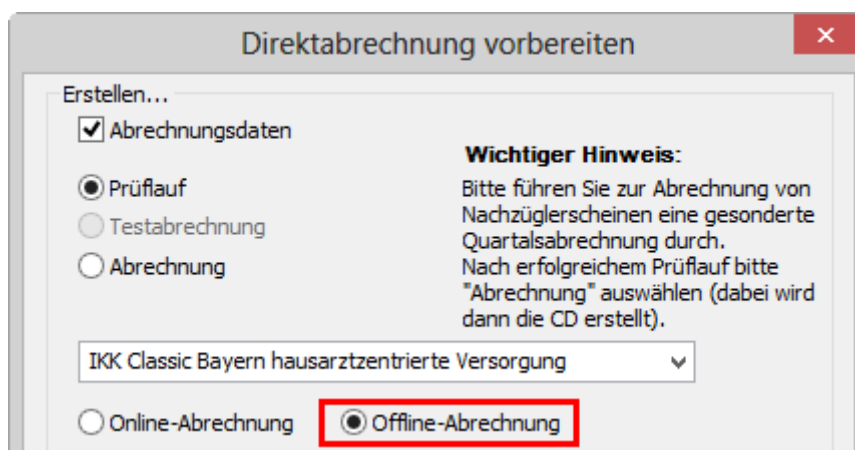 Direktabrechnung vorbereiten
Erstellen...
Abrechnungsdaten
Prüflauf
Testabrechnung
Abrechnung
Wichtiger Hinweis:
Bitte führen Sie zur Abrechnung von
Nachzüglerscheinen eine gesonderte
Quartalsabrechnung durch.
Nach erfolgreichem Prüflauf bitte
"Abrechnung" auswählen (dabei wird
dann die CD erstellt).
IKK Classic Bayern hausarztzentrierte Versorgung
Online-Abrechnung Offline-Abrechnung